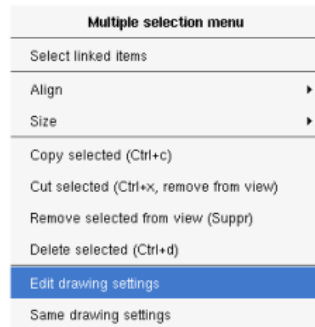 Multiple selection menu
Select linked items
Align
Size
Copy selected (Ctrl+c)
Cut selected (Ctrl+x, remove from view)
Remove selected from view (Suppr)
Delete selected (Ctrl+d)
Edit drawing settings
Same drawing settings